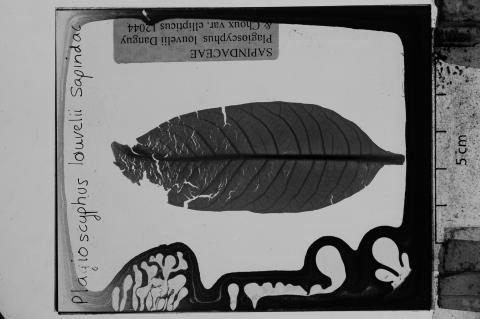 SAPINDACEAE
Plagioscyphus louvelii Danguy
& Choux var. ellipticus 12044
Plagioscyphus louvelii Sapindac
5 cm